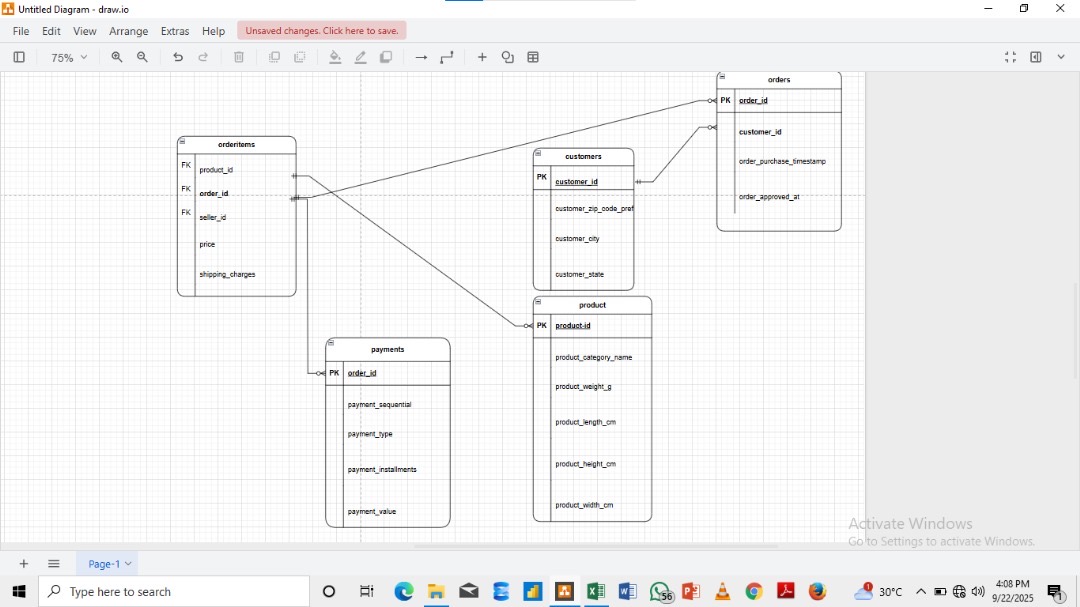 Untitled Diagram - draw.io
File Edit View Arrange Extras Help Unsaved changes. Click here to save.
75%
orders
PK order_id
customer_id
order_purchase_timestamp
order_approved_at
orderitems
FK product_id
FK order_id
FK seller_id
price
shipping_charges
customers
PK customer_id
customer_zip_code_pref
customer_city
customer_state
product
PK product-id
product_category_name
product_weight_g
product_length_cm
product_height_cm
product_width_cm
payments
PK order_id
payment_sequential
payment_type
payment_installments
payment_value
Activate Windows
Go to Settings to activate Windows.
Page-1
Type here to search
56
30°C
4:08 PM
9/22/2025
1